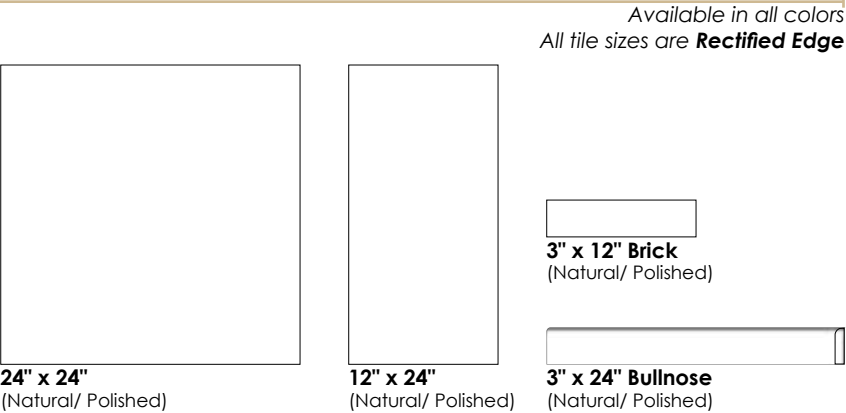 Available in all colors
All tile sizes are Rectified Edge
3" x 12" Brick
(Natural/ Polished)
24" x 24"
(Natural/ Polished)
12" x 24"
(Natural/ Polished)
3" x 24" Bullnose
(Natural/ Polished)